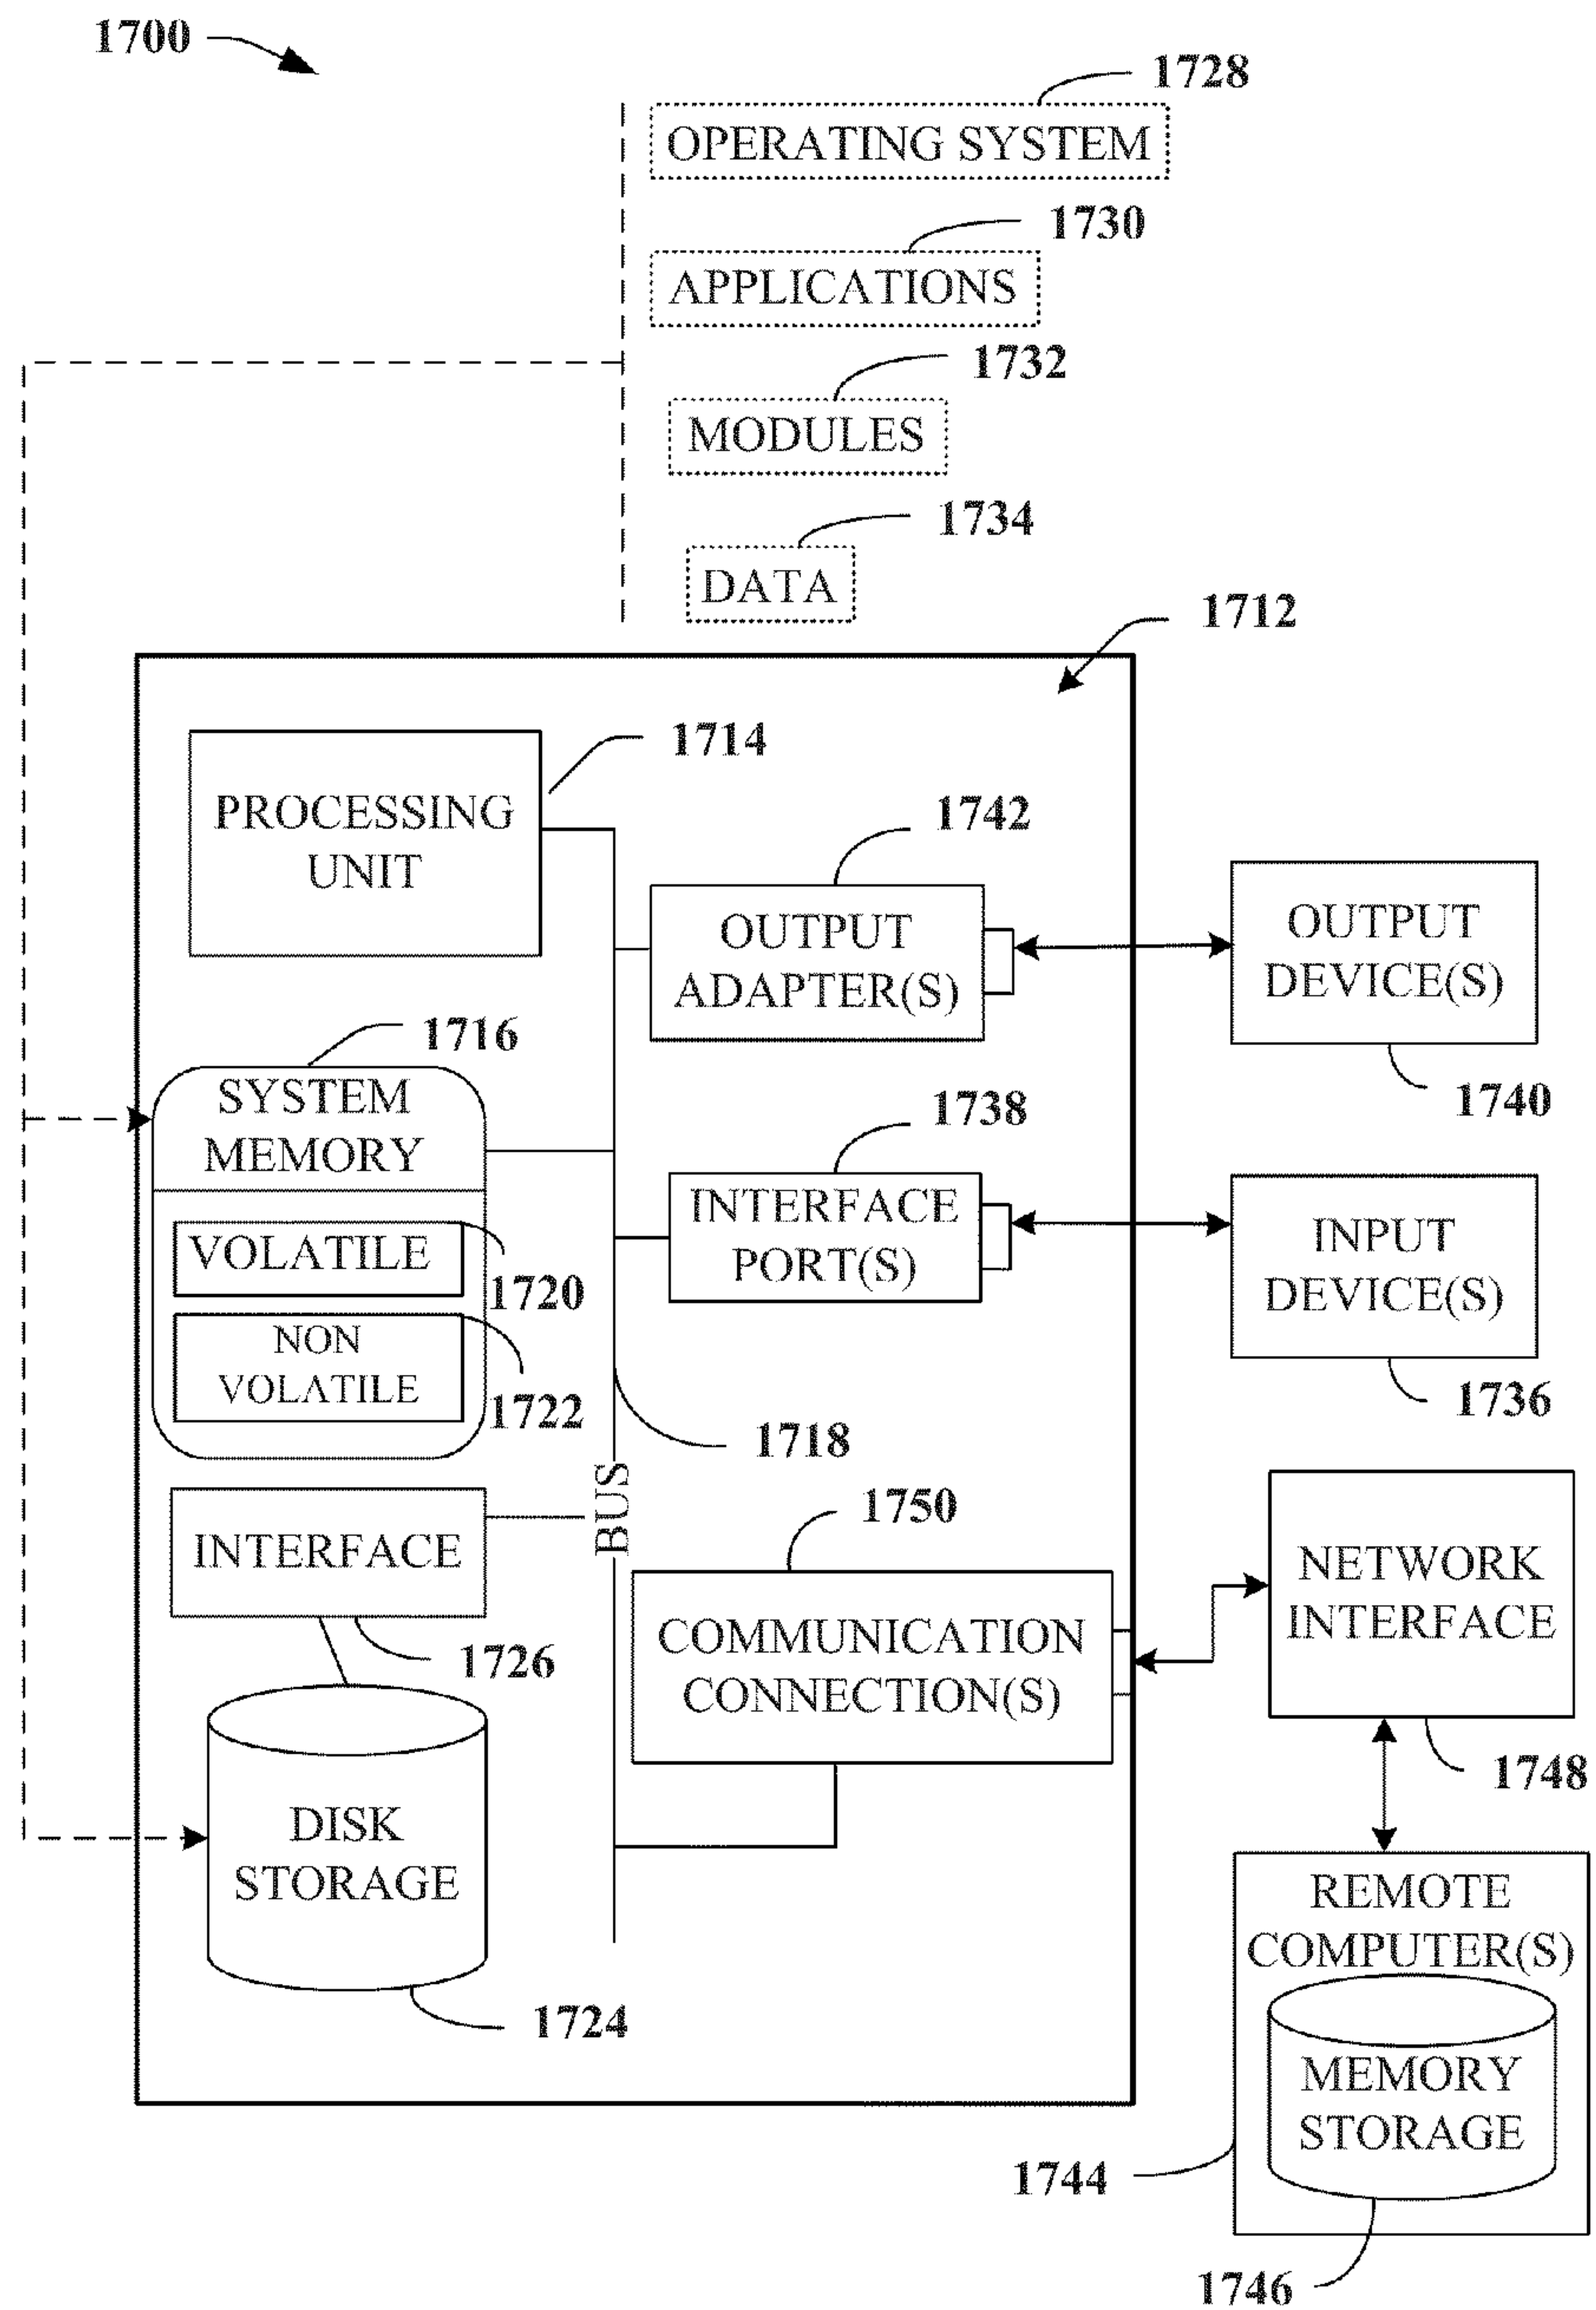 1700
1728
OPERATING SYSTEM
1730
APPLICATIONS
1732
MODULES
1734
DATA
1712
1714
PROCESSING
UNIT
1742
OUTPUT
ADAPTER(S)
OUTPUT
DEVICE(S)
1740
1716
SYSTEM
MEMORY
VOLATILE
1720
NON
VOLATILE
1722
1738
INTERFACE
PORT(S)
INPUT
DEVICE(S)
1736
1718
BUS
INTERFACE
1726
1750
COMMUNICATION
CONNECTION(S)
NETWORK
INTERFACE
1748
DISK
STORAGE
1724
REMOTE
COMPUTER(S)
MEMORY
STORAGE
1744
1746